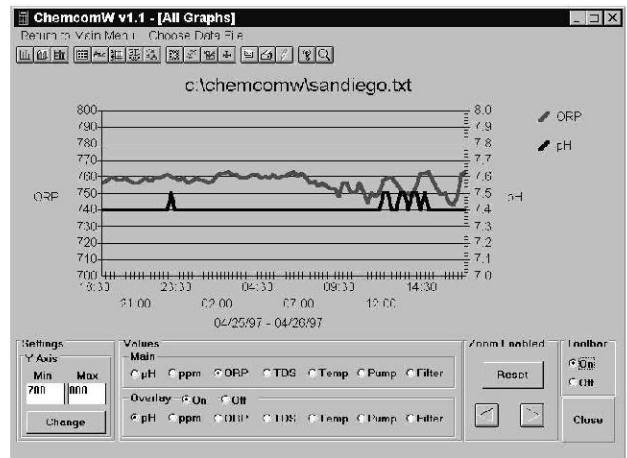 ChemcomW v1.1 - [All Graphs]
Return to Main Menu Choose Data File
c:\chemcomw\sandiego.txt
800 8.0
790 7.9
780 7.8
770 7.7
760 7.6
750 7.5
740 7.4
730 7.3
720 7.2
710 7.1
700 7.0
ORP
pH
ORP
pH
18:30 23:30 04:30 09:30 14:30
21:00 02:00 07:00 12:00
04/25/97 - 04/26/97
Settings
Y Axis
Min Max
700 800
Change
Values
Main
pH ppm ORP TDS Temp Pump Filter
Overlay On Off
pH ppm ORP TDS Temp Pump Filter
Zoom Enabled
Reset
Toolbar
On
Off
Close